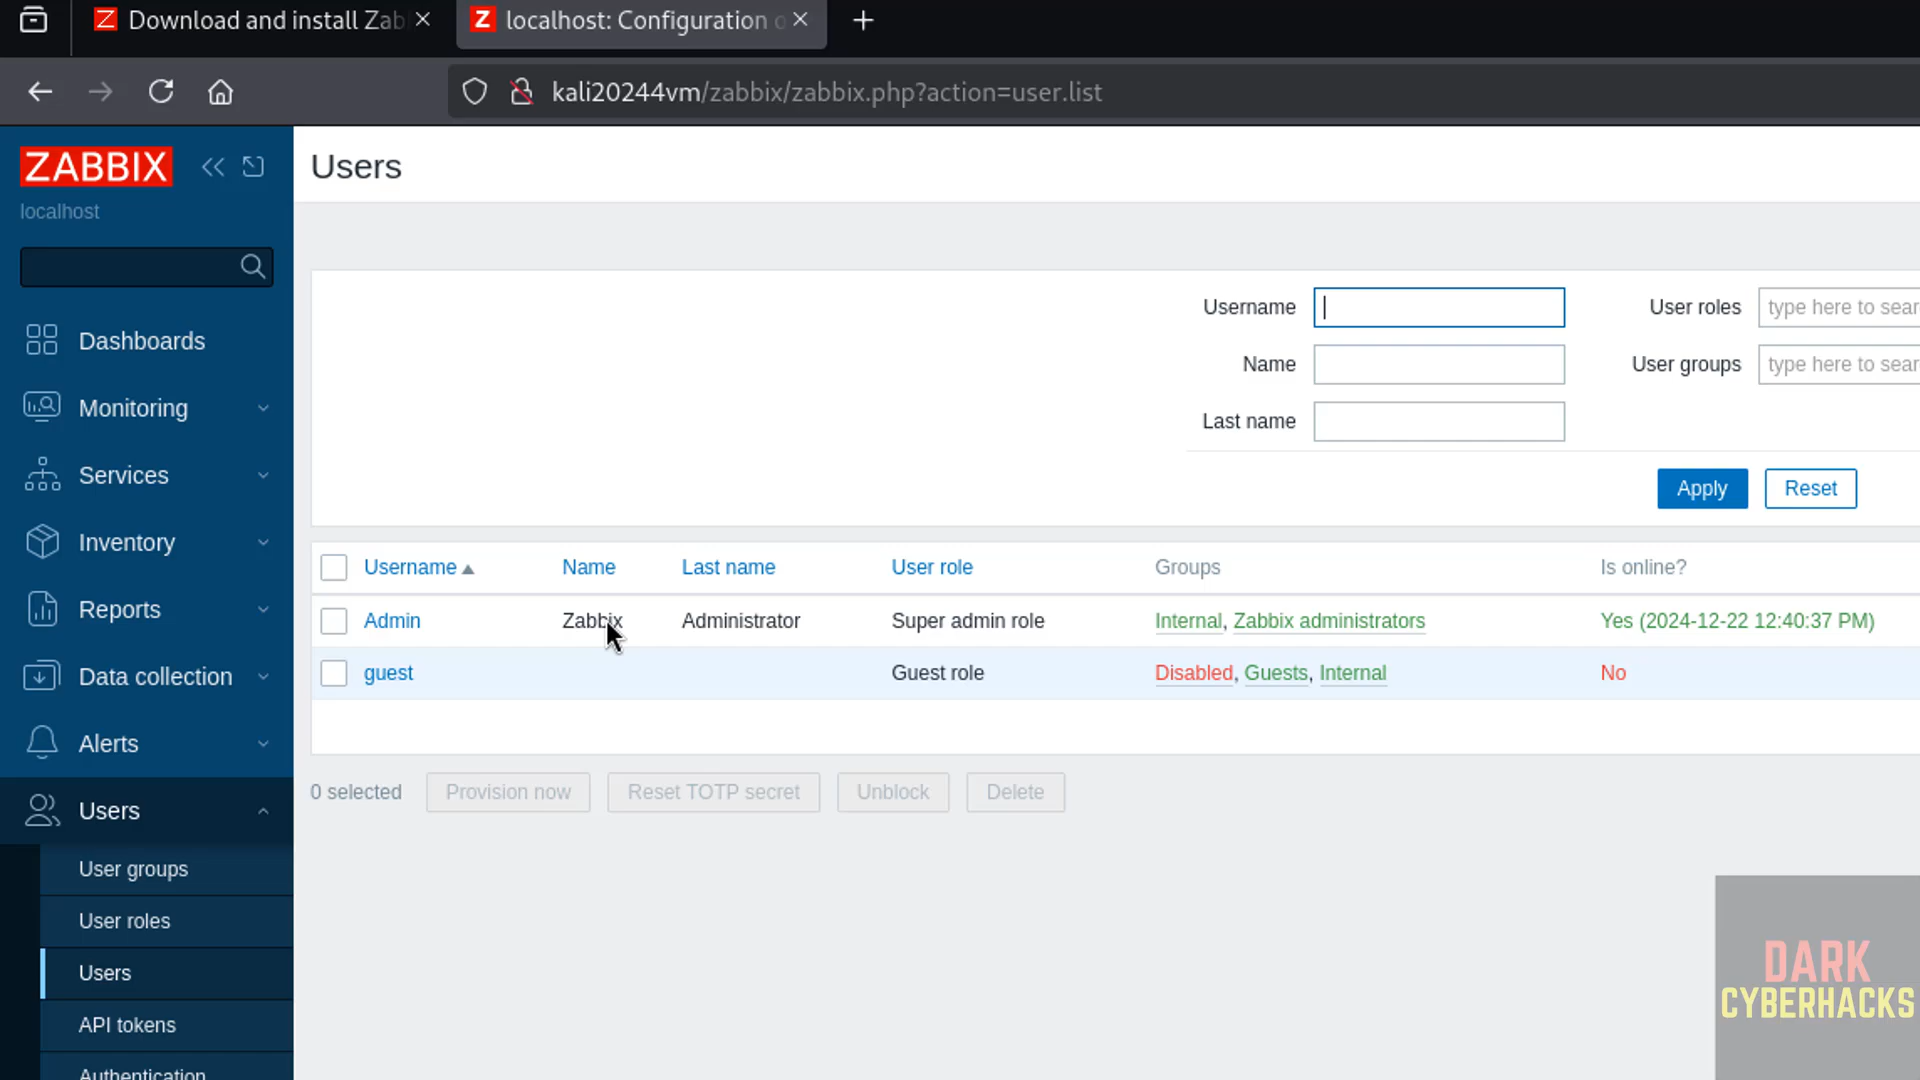 Download and install Zab
localhost: Configuration o
kali20244vm/zabbix/zabbix.php?action=user.list
ZABBIX
localhost
Dashboards
Monitoring
Services
Inventory
Reports
Data collection
Alerts
Users
User groups
User roles
Users
API tokens
Authentication
Users
Username
User roles
type here to sear
Name
User groups
type here to sear
Last name
Apply
Reset
Username Name Last name User role Groups Is online?
Admin Zabbix Administrator Super admin role Internal, Zabbix administrators Yes (2024-12-22 12:40:37 PM)
guest Guest role Disabled, Guests, Internal No
0 selected Provision now Reset TOTP secret Unblock Delete
DARK
CYBERHACKS